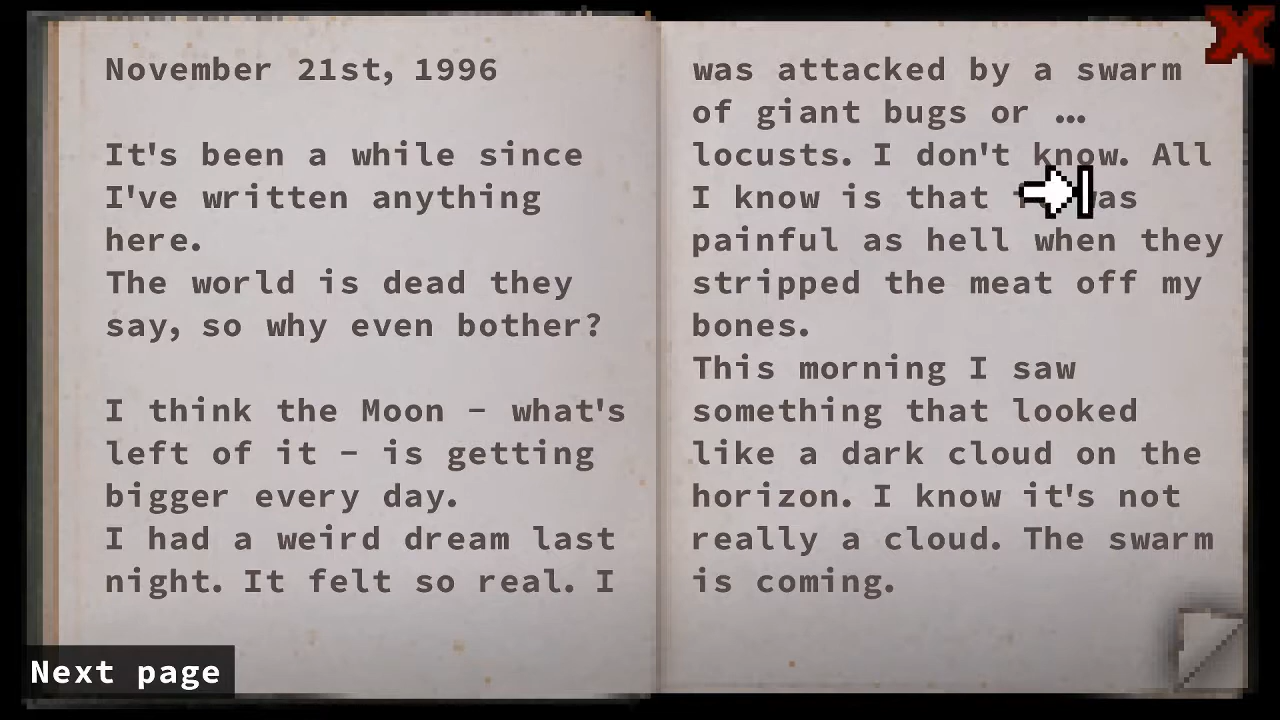 November 21st, 1996
It's been a while since
I've written anything
here.
The world is dead they
say, so why even bother?
I think the Moon - what's
left of it - is getting
bigger every day.
I had a weird dream last
night. It felt so real. I
was attacked by a swarm
of giant bugs or …
locusts. I don't know. All
I know is that
painful as hell when they
stripped the meat off my
bones.
This morning I saw
something that looked
like a dark cloud on the
horizon. I know it's not
really a cloud. The swarm
is coming.
Next page